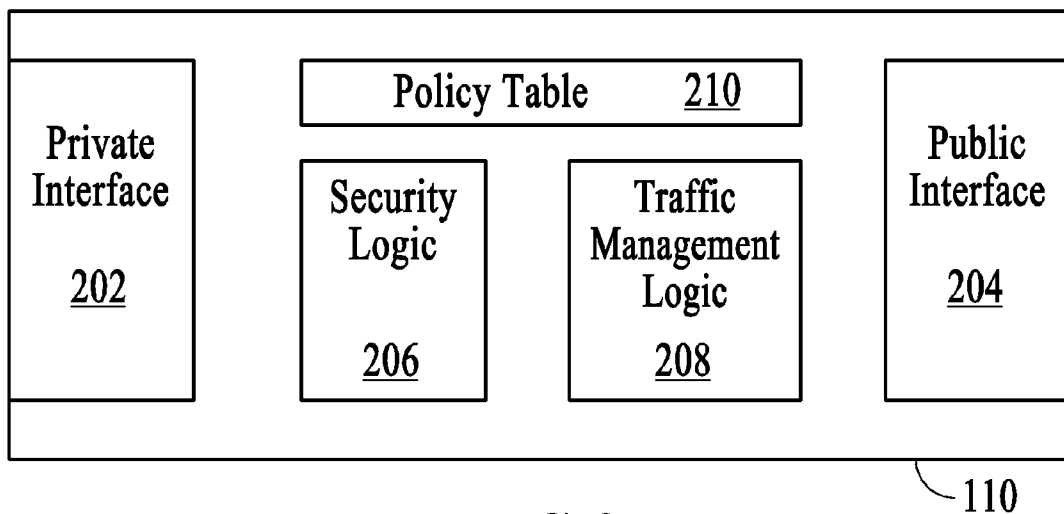 Policy Table 210
Private
Interface
202
Security
Logic
206
Traffic
Management
Logic
208
Public
Interface
204
110